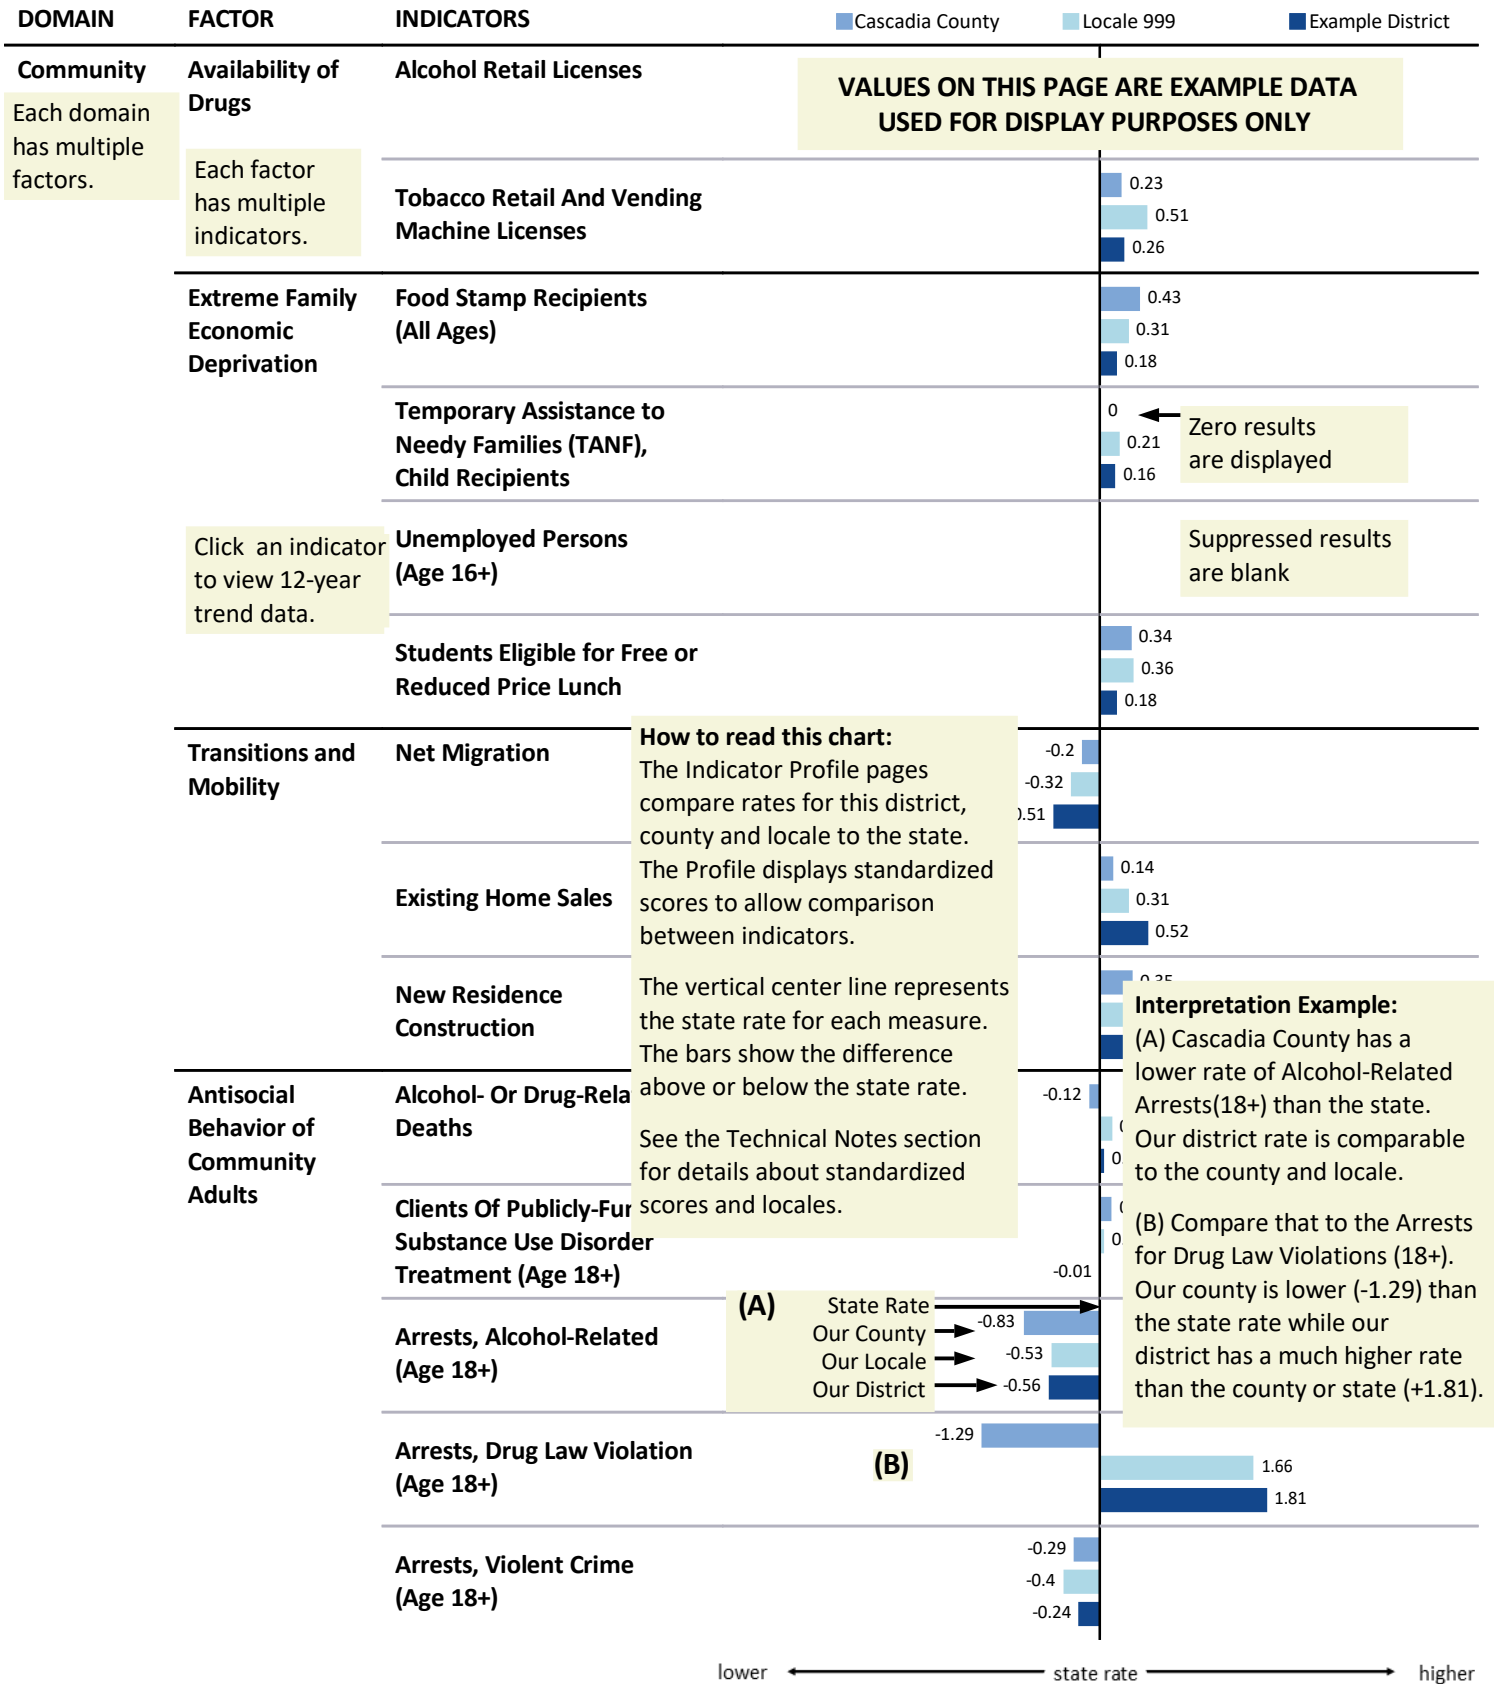 DOMAIN FACTOR INDICATORS Cascadia County Locale 999 Example District
Community
Each domain
has multiple
factors.
Availability of
Drugs
Each factor
has multiple
indicators.
Alcohol Retail Licenses
VALUES ON THIS PAGE ARE EXAMPLE DATA
USED FOR DISPLAY PURPOSES ONLY
Tobacco Retail And Vending
Machine Licenses
0.23
0.51
0.26
Extreme Family
Economic
Deprivation
Food Stamp Recipients
(All Ages)
0.43
0.31
0.18
Temporary Assistance to
Needy Families (TANF),
Child Recipients
0
0.21
0.16
Zero results
are displayed
Click an indicator
to view 12-year
trend data.
Unemployed Persons
(Age 16+)
Suppressed results
are blank
Students Eligible for Free or
Reduced Price Lunch
0.34
0.36
0.18
Transitions and
Mobility
Net Migration
-0.2
-0.32
.51
How to read this chart:
The Indicator Profile pages
compare rates for this district,
county and locale to the state.
The Profile displays standardized
scores to allow comparison
between indicators.
The vertical center line represents
the state rate for each measure.
The bars show the difference
above or below the state rate.
See the Technical Notes section
for details about standardized
scores and locales.
Existing Home Sales
0.14
0.31
0.52
New Residence
Construction
Interpretation Example:
(A) Cascadia County has a
lower rate of Alcohol-Related
Arrests(18+) than the state.
Our district rate is comparable
to the county and locale.
(B) Compare that to the Arrests
for Drug Law Violations (18+).
Our county is lower (-1.29) than
the state rate while our
district has a much higher rate
than the county or state (+1.81).
Antisocial
Behavior of
Community
Adults
Alcohol- Or Drug-Rela
Deaths
-0.12
0.
Clients Of Publicly-Fun
Substance Use Disorder
Treatment (Age 18+)
0.
-0.01
Arrests, Alcohol-Related
(Age 18+)
(A)
State Rate
Our County
Our Locale
Our District
-0.83
-0.53
-0.56
Arrests, Drug Law Violation
(Age 18+)
(B)
-1.29
1.66
1.81
Arrests, Violent Crime
(Age 18+)
-0.29
-0.4
-0.24
lower state rate higher